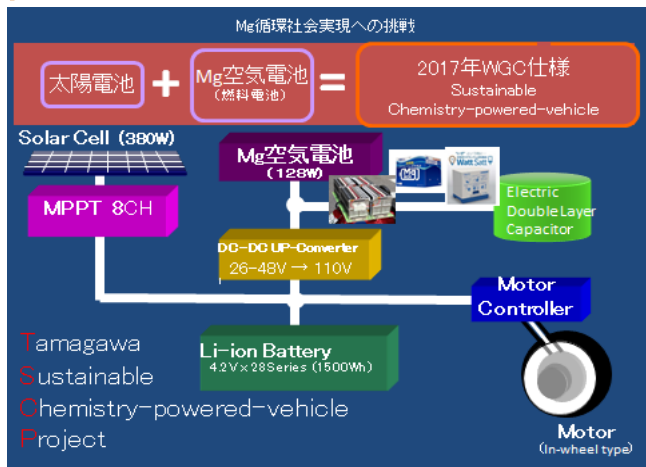 Mg循環社会実現への挑戦
太陽電池
+
Mg空気電池
(燃料電池)
=
2017年WGC仕様
Sustainable
Chemistry-powered-vehicle
Solar Cell (380W)
MPPT 8CH
Mg空気電池
(128W)
Mg
Watt Satt
Electric
Double Layer
Capacitor
DC-DC UP-Converter
26-48V → 110V
Motor
Controller
Li-ion Battery
4.2V×28Series (1500Wh)
Tamagawa
Sustainable
Chemistry-powered-vehicle
Project
Motor
(In-wheel type)